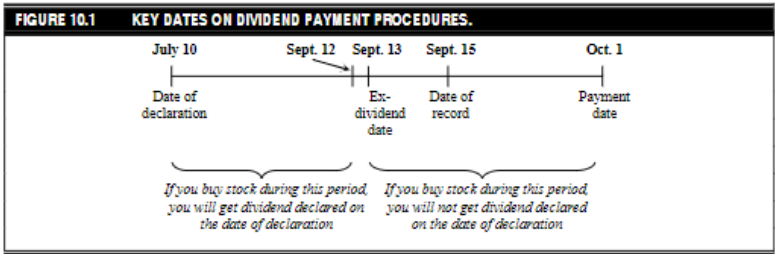 FIGURE 10.1 KEY DATES ON DIVIDEND PAYMENT PROCEDURES.
July 10 Sept. 12 Sept. 13 Sept. 15 Oct. 1
Date of Ex- Date of Payment
declaration dividend record date
date
If you buy stock during this period, If you buy stock during this period,
you will get dividend declared on you will not get dividend declared
the date of declaration on the date of declaration